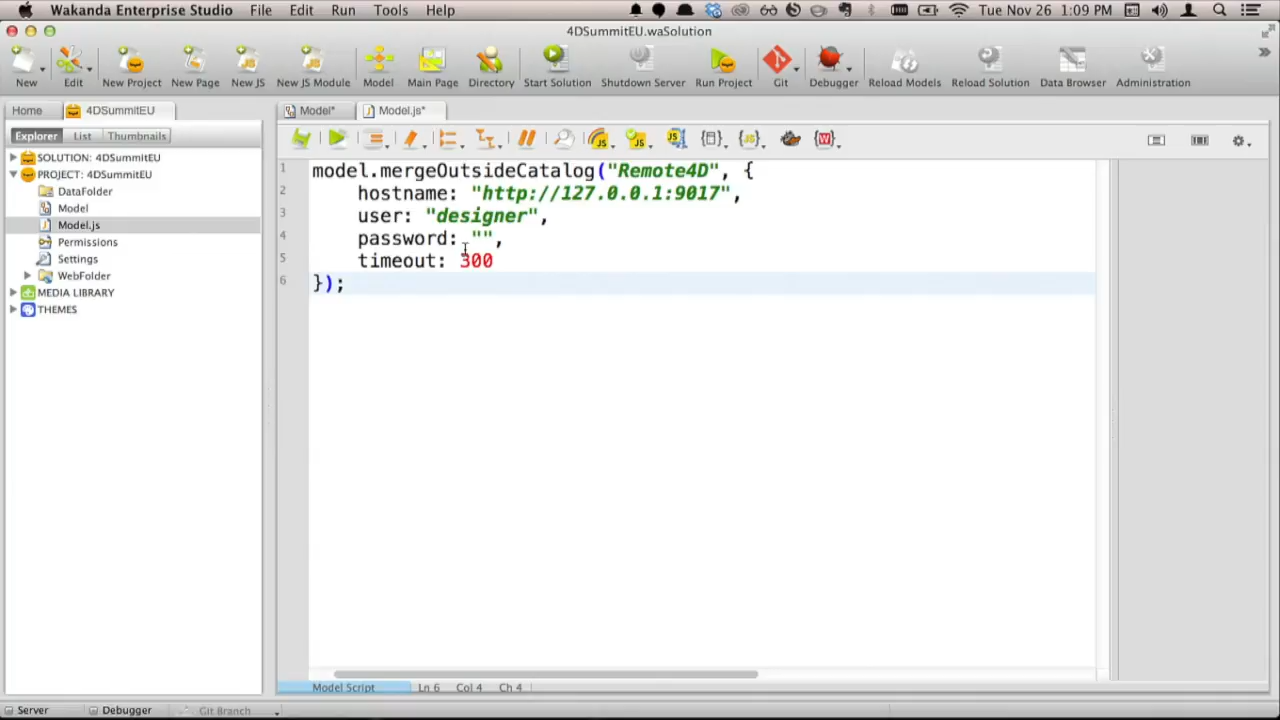 Wakanda Enterprise Studio File Edit Run Tools Help Tue Nov 26 1:09 PM
4DSummitEU.waSolution
New Edit New Project New Page New JS New JS Module Model Main Page Directory Start Solution Shutdown Server Run Project Git Debugger Reload Models Reload Solution Data Browser Administration
Home 4DSummitEU Model* Model.js*
Explorer List Thumbnails
SOLUTION: 4DSummitEU
PROJECT: 4DSummitEU
DataFolder
Model
Model.js
Permissions
Settings
WebFolder
MEDIA LIBRARY
THEMES
1 model.mergeOutsideCatalog("Remote4D", {
2 hostname: "http://127.0.0.1:9017",
3 user: "designer",
4 password: "",
5 timeout: 300
6 });
Model Script Ln 6 Col 4 Ch 4
Server Debugger Git Branch